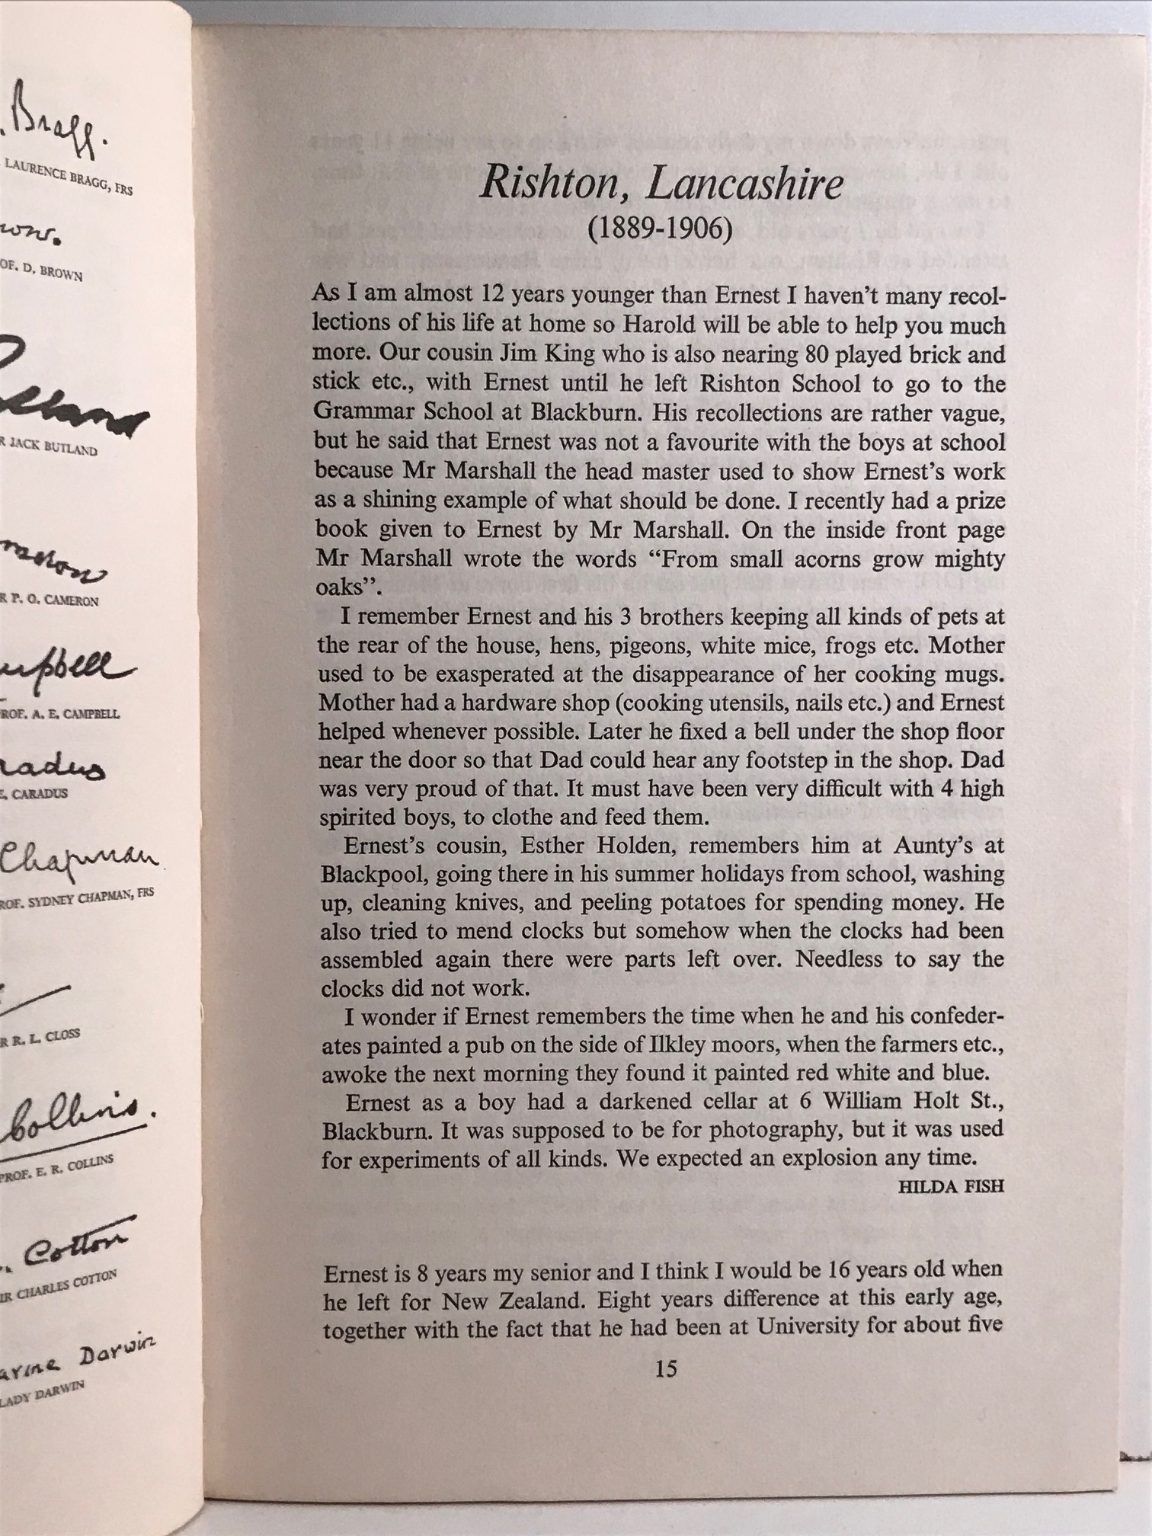 Bragg.
LAURENCE BRAGG, FRS
D. BROWN
JACK BUTLAND
P. O. CAMERON
PROF. A. E. CAMPBELL
CARADUS
Chapman
PROF. SYDNEY CHAPMAN, FRS
R. L. CLOSS
Collins.
PROF. E. R. COLLINS
Cotton
CHARLES COTTON
Darwin
LADY DARWIN
Rishton, Lancashire
(1889-1906)
As I am almost 12 years younger than Ernest I haven't many recol-
lections of his life at home so Harold will be able to help you much
more. Our cousin Jim King who is also nearing 80 played brick and
stick etc., with Ernest until he left Rishton School to go to the
Grammar School at Blackburn. His recollections are rather vague,
but he said that Ernest was not a favourite with the boys at school
because Mr Marshall the head master used to show Ernest's work
as a shining example of what should be done. I recently had a prize
book given to Ernest by Mr Marshall. On the inside front page
Mr Marshall wrote the words “From small acorns grow mighty
oaks”.
I remember Ernest and his 3 brothers keeping all kinds of pets at
the rear of the house, hens, pigeons, white mice, frogs etc. Mother
used to be exasperated at the disappearance of her cooking mugs.
Mother had a hardware shop (cooking utensils, nails etc.) and Ernest
helped whenever possible. Later he fixed a bell under the shop floor
near the door so that Dad could hear any footstep in the shop. Dad
was very proud of that. It must have been very difficult with 4 high
spirited boys, to clothe and feed them.
Ernest's cousin, Esther Holden, remembers him at Aunty's at
Blackpool, going there in his summer holidays from school, washing
up, cleaning knives, and peeling potatoes for spending money. He
also tried to mend clocks but somehow when the clocks had been
assembled again there were parts left over. Needless to say the
clocks did not work.
I wonder if Ernest remembers the time when he and his confeder-
ates painted a pub on the side of Ilkley moors, when the farmers etc.,
awoke the next morning they found it painted red white and blue.
Ernest as a boy had a darkened cellar at 6 William Holt St.,
Blackburn. It was supposed to be for photography, but it was used
for experiments of all kinds. We expected an explosion any time.
HILDA FISH
Ernest is 8 years my senior and I think I would be 16 years old when
he left for New Zealand. Eight years difference at this early age,
together with the fact that he had been at University for about five
15